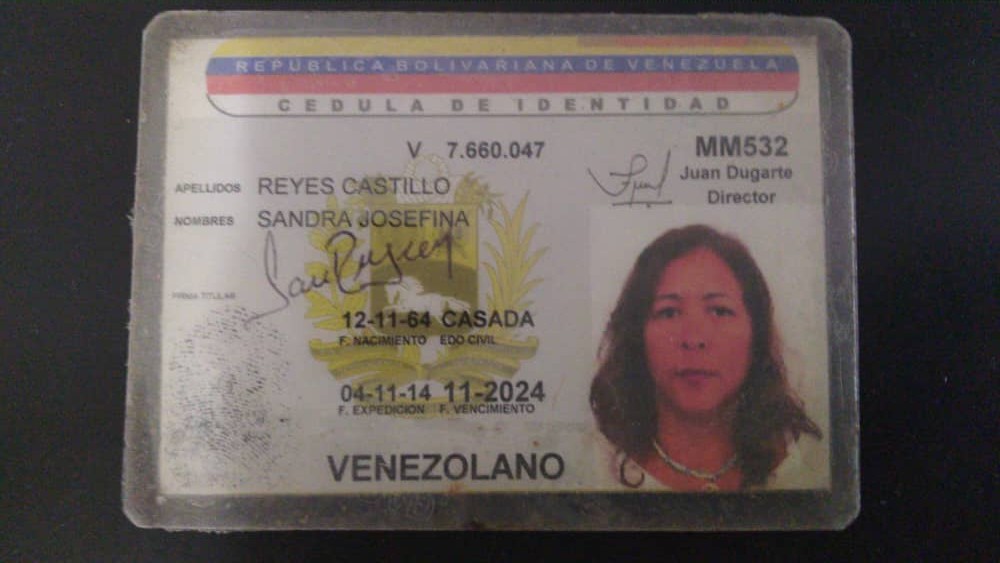 REPÚBLICA BOLIVARIANA DE VENEZUELA
CEDULA DE IDENTIDAD
V 7.660.047
MM532
Juan Dugarte
Director
APELLIDOS REYES CASTILLO
NOMBRES SANDRA JOSEFINA
FIRMA TITULAR
12-11-64 CASADA
F. NACIMIENTO EDO CIVIL
04-11-14 11-2024
F. EXPEDICION F. VENCIMIENTO
VENEZOLANO